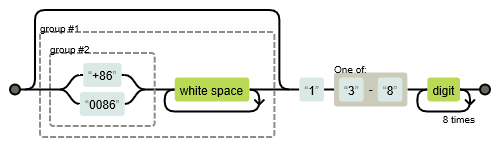 group #1
group #2
“+86”
“0086”
white space
“1”
One of:
“3” - “8”
digit
8 times